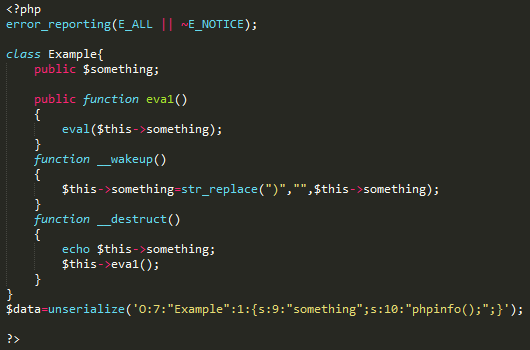 <?php
error_reporting(E_ALL || ~E_NOTICE);

class Example{
    public $something;

    public function eva1()
    {
        eval($this->something);
    }
    function __wakeup()
    {
        $this->something=str_replace(")","",$this->something);
    }
    function __destruct()
    {
        echo $this->something;
        $this->eva1();
    }
}
$data=unserialize('O:7:"Example":1:{s:9:"something";s:10:"phpinfo();";}');

?>